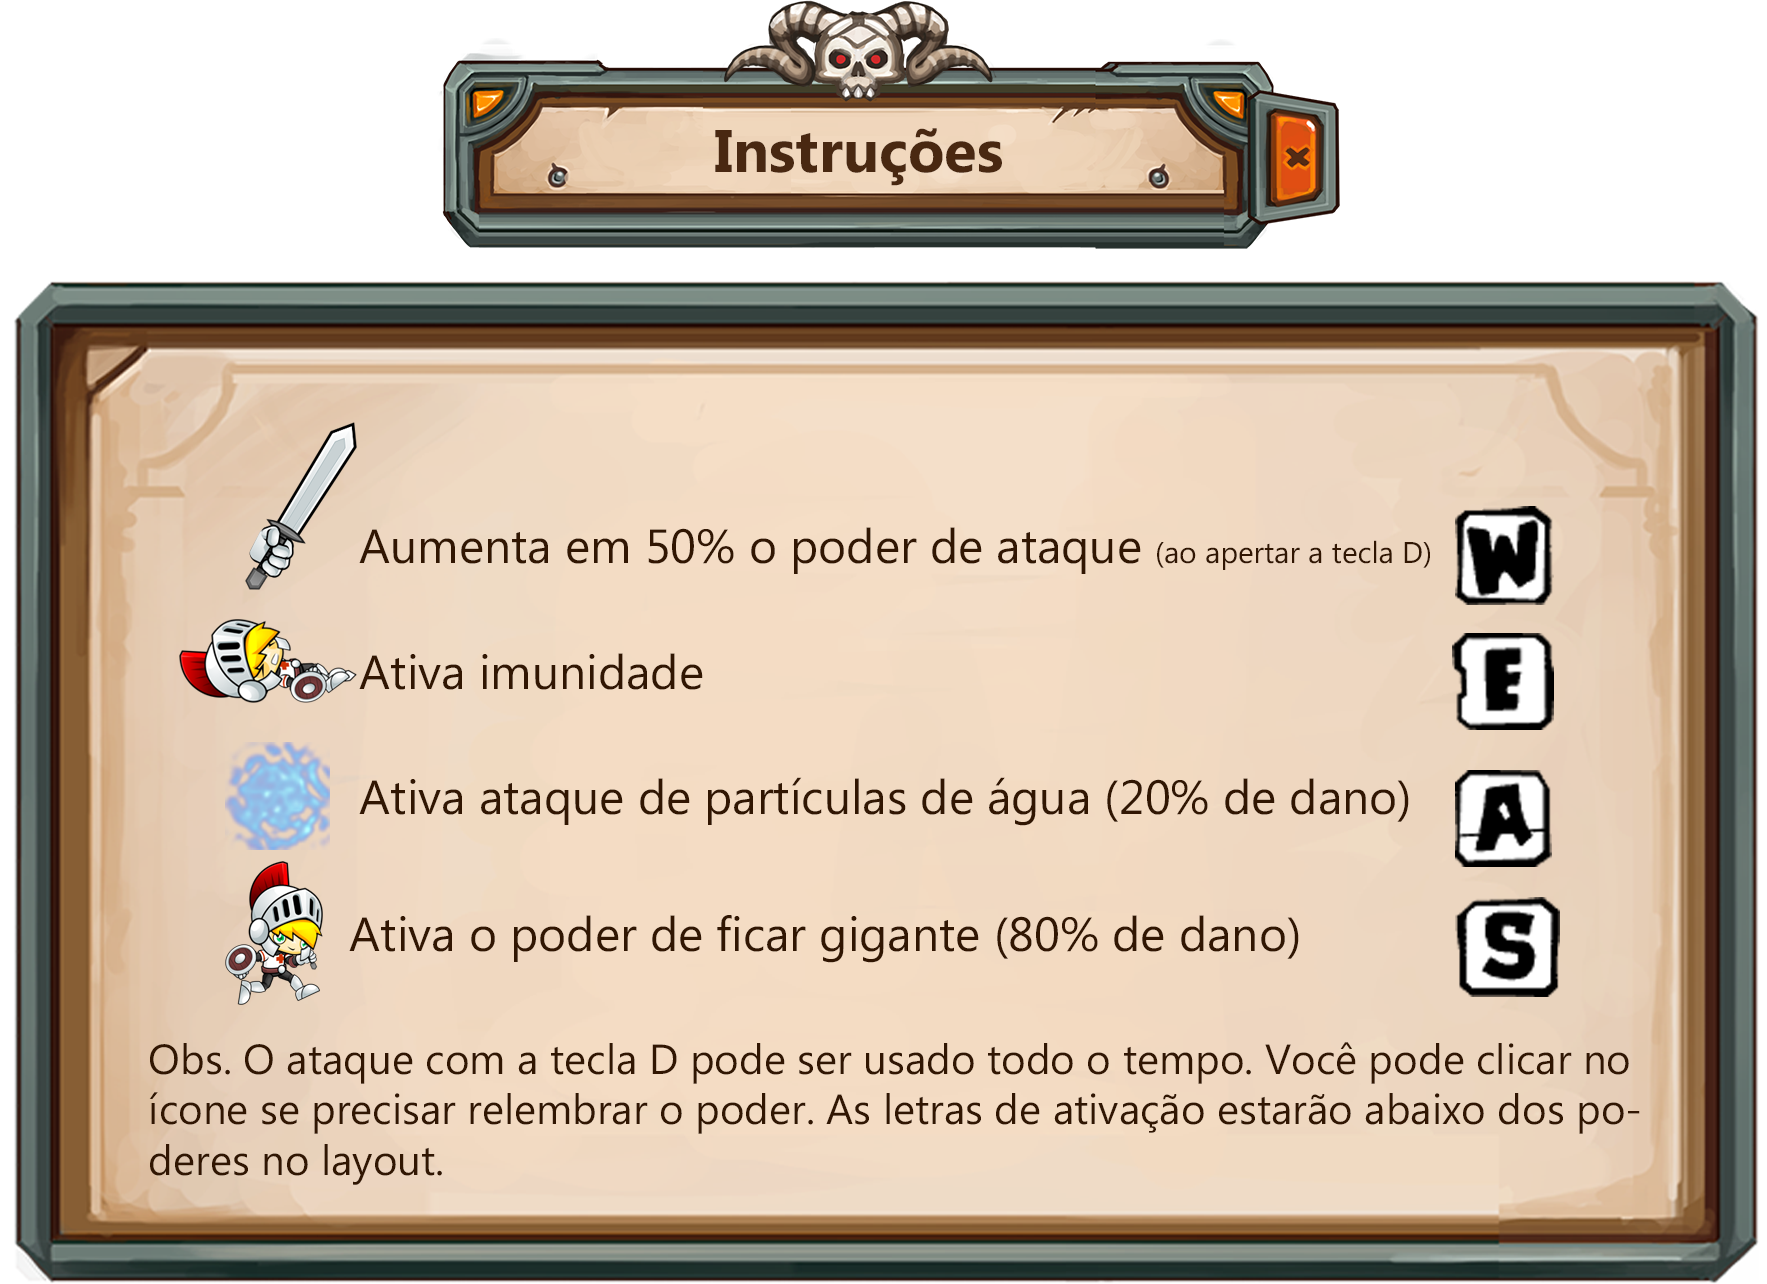 Instruções
Aumenta em 50% o poder de ataque (ao apertar a tecla D) W
Ativa imunidade E
Ativa ataque de partículas de água (20% de dano) A
Ativa o poder de ficar gigante (80% de dano) S
Obs. O ataque com a tecla D pode ser usado todo o tempo. Você pode clicar no
ícone se precisar relembrar o poder. As letras de ativação estarão abaixo dos po-
deres no layout.